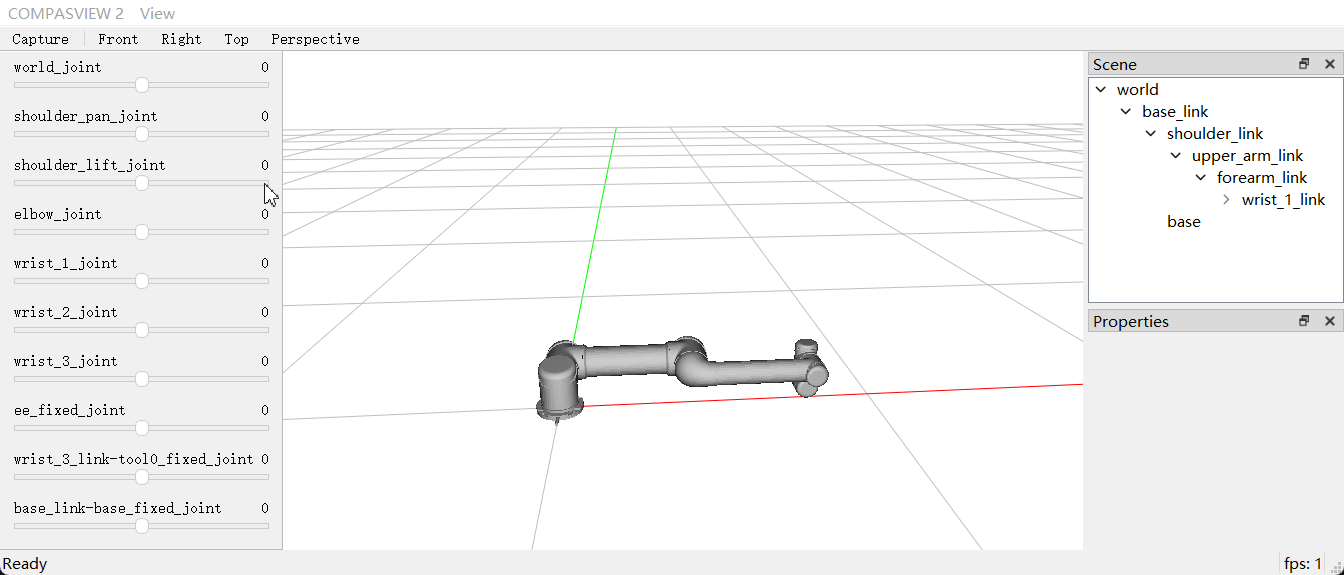 COMPASVIEW 2 View
Capture Front Right Top Perspective
world_joint 0
shoulder_pan_joint 0
shoulder_lift_joint 0
elbow_joint 0
wrist_1_joint 0
wrist_2_joint 0
wrist_3_joint 0
ee_fixed_joint 0
wrist_3_link-tool0_fixed_joint 0
base_link-base_fixed_joint 0
Scene
world
base_link
shoulder_link
upper_arm_link
forearm_link
wrist_1_link
base
Properties
Ready
fps: 1